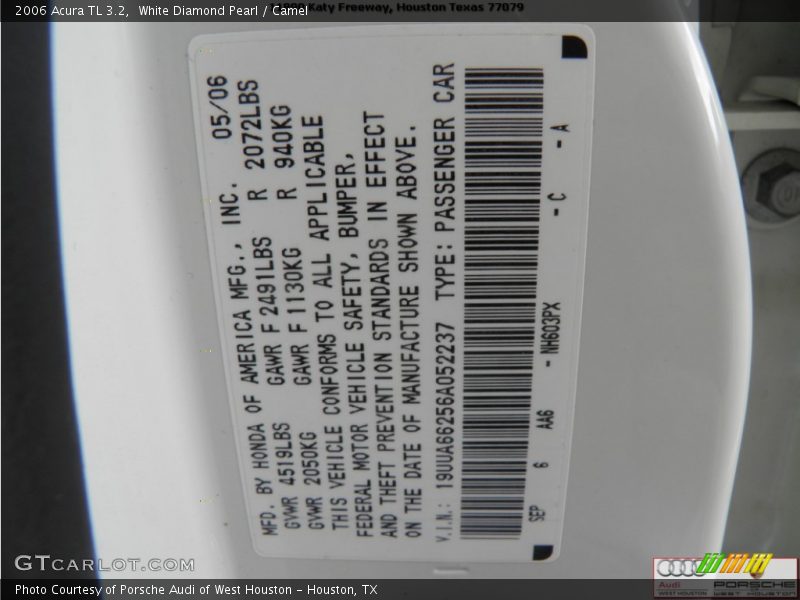 2006 Acura TL 3.2, White Diamond Pearl / Camel
Katy Freeway, Houston Texas 77079
MFD. BY HONDA OF AMERICA MFG., INC. 05/06
GVWR 4519LBS GAWR F 2491LBS R 2072LBS
GVWR 2050KG GAWR F 1130KG R 940KG
THIS VEHICLE CONFORMS TO ALL APPLICABLE
FEDERAL MOTOR VEHICLE SAFETY, BUMPER,
AND THEFT PREVENTION STANDARDS IN EFFECT
ON THE DATE OF MANUFACTURE SHOWN ABOVE.
V.I.N.: 19UUA66256A052237 TYPE: PASSENGER CAR
SEP 6 AA6 - NH603PX - C - A
GTCARLOT.COM
Photo Courtesy of Porsche Audi of West Houston – Houston, TX
Audi PORSCHE
WEST HOUSTON WEST HOUSTON